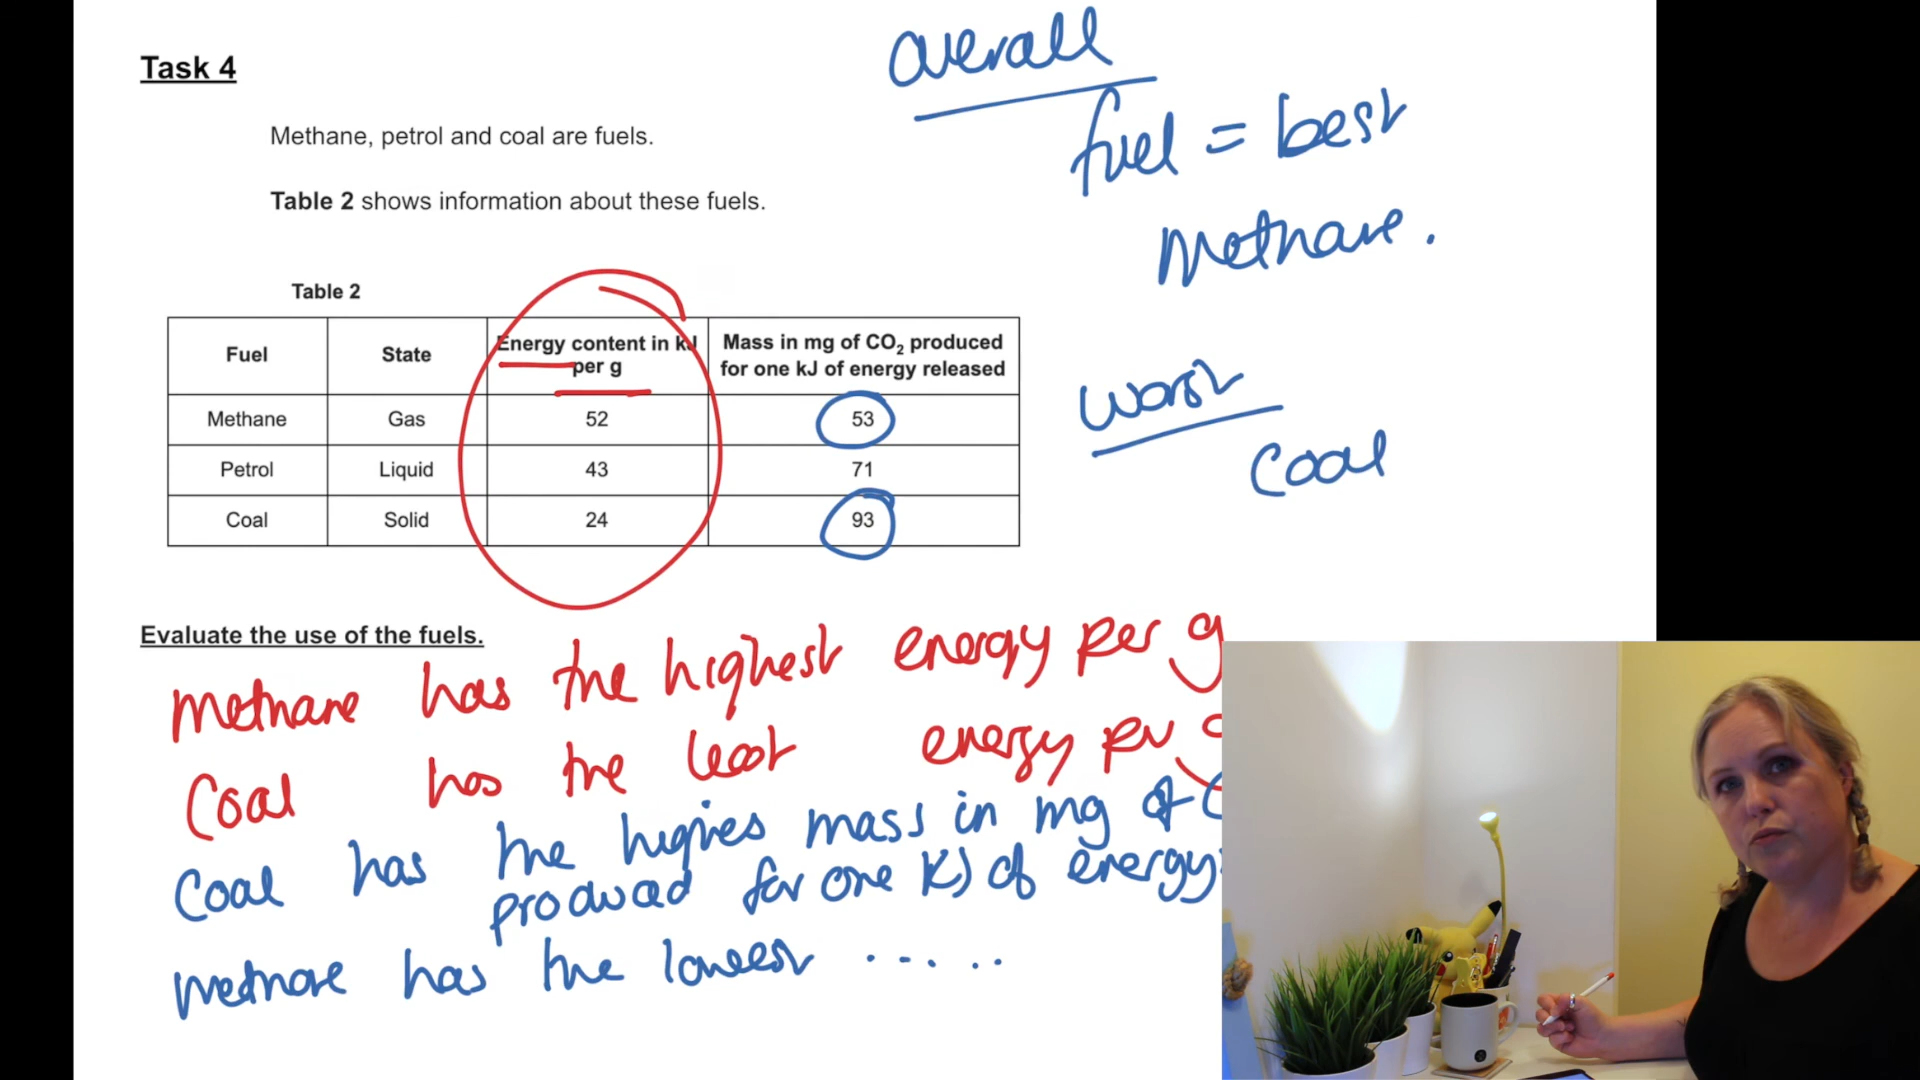 Task 4
overall
fuel = best
Methane.
Methane, petrol and coal are fuels.
Table 2 shows information about these fuels.
Table 2
Fuel State Energy content in kJ per g Mass in mg of CO2 produced for one kJ of energy released
Methane Gas 52 53
Petrol Liquid 43 71
Coal Solid 24 93
worst
Coal
Evaluate the use of the fuels.
Methane has the highest energy per g
Coal has the least energy per g
Coal has the highes mass in mg of C
produced for one KJ of energy
methane has the lowest .....